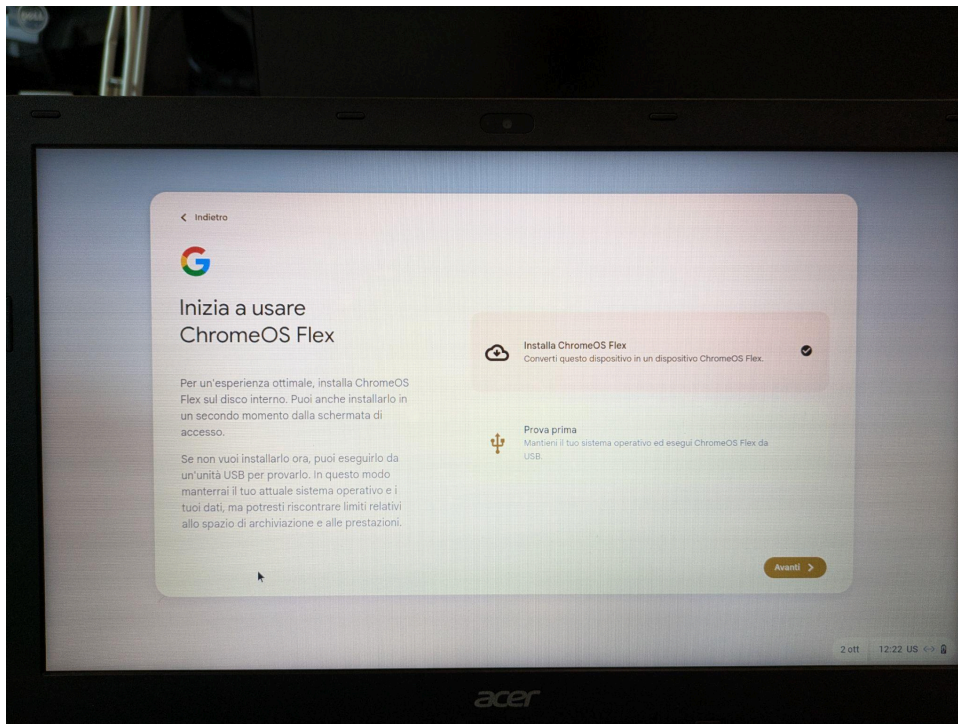 DELL
Indietro
Inizia a usare
ChromeOS Flex
Per un'esperienza ottimale, installa ChromeOS
Flex sul disco interno. Puoi anche installarlo in
un secondo momento dalla schermata di
accesso.
Se non vuoi installarlo ora, puoi eseguirlo da
un'unità USB per provarlo. In questo modo
manterrai il tuo attuale sistema operativo e i
tuoi dati, ma potresti riscontrare limiti relativi
allo spazio di archiviazione e alle prestazioni.
Installa ChromeOS Flex
Converti questo dispositivo in un dispositivo ChromeOS Flex.
Prova prima
Mantieni il tuo sistema operativo ed esegui ChromeOS Flex da
USB.
Avanti
2 ott 12:22 US
acer